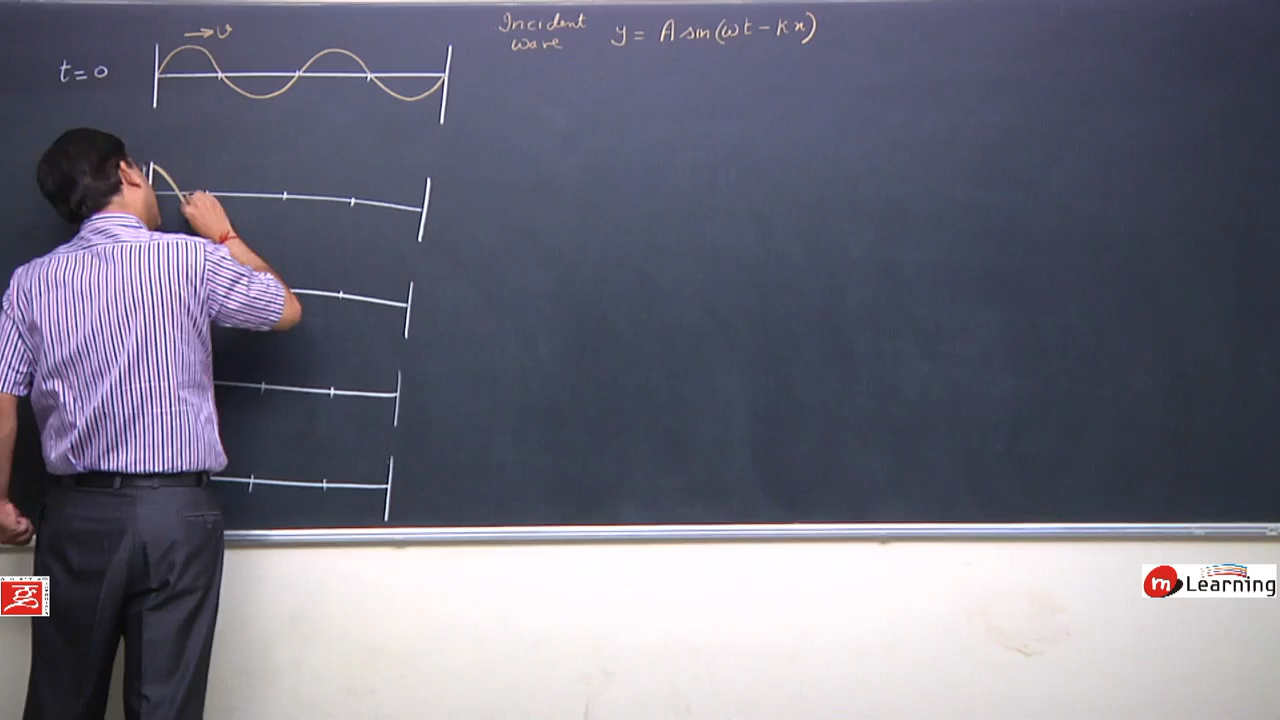 Incident
wave y = A sin(ωt - kx)
→v
t = 0
m Learning